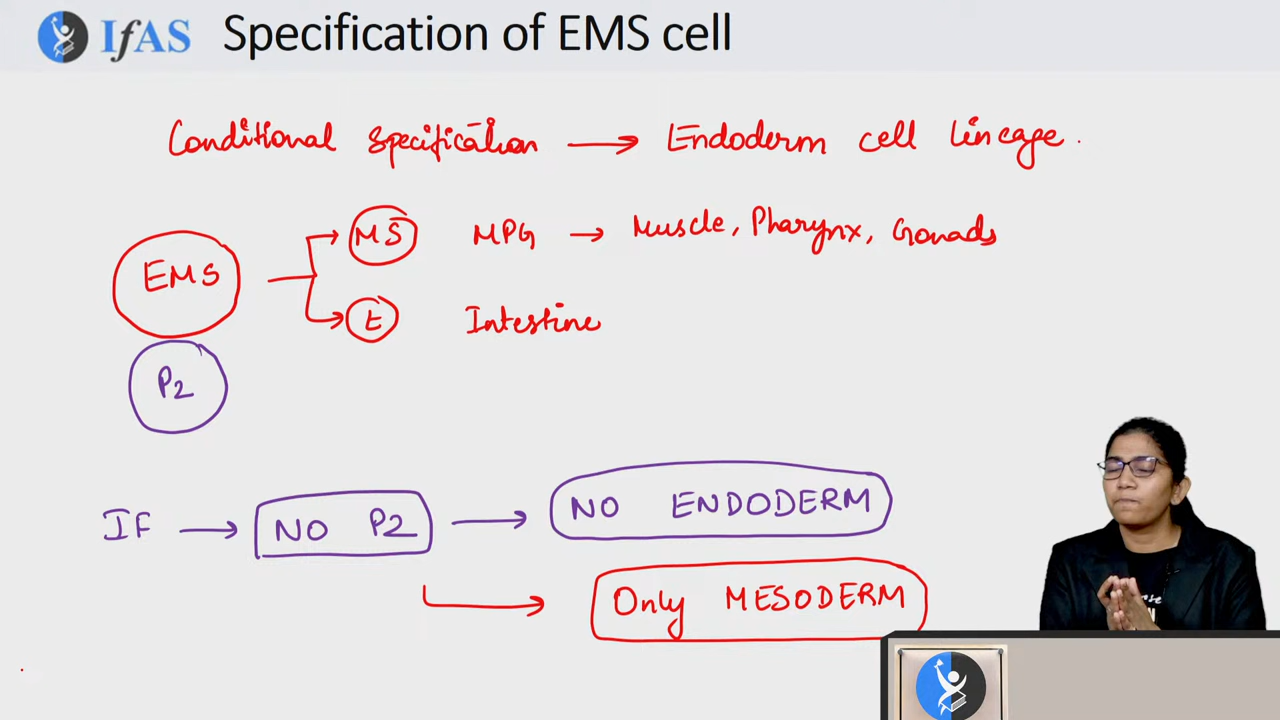 IfAS Specification of EMS cell
Conditional Specification → Endoderm cell lineage.
EMS
MS MPG → Muscle, Pharynx, Gonads
E Intestine
P2
IF → NO P2 → NO ENDODERM
Only MESODERM